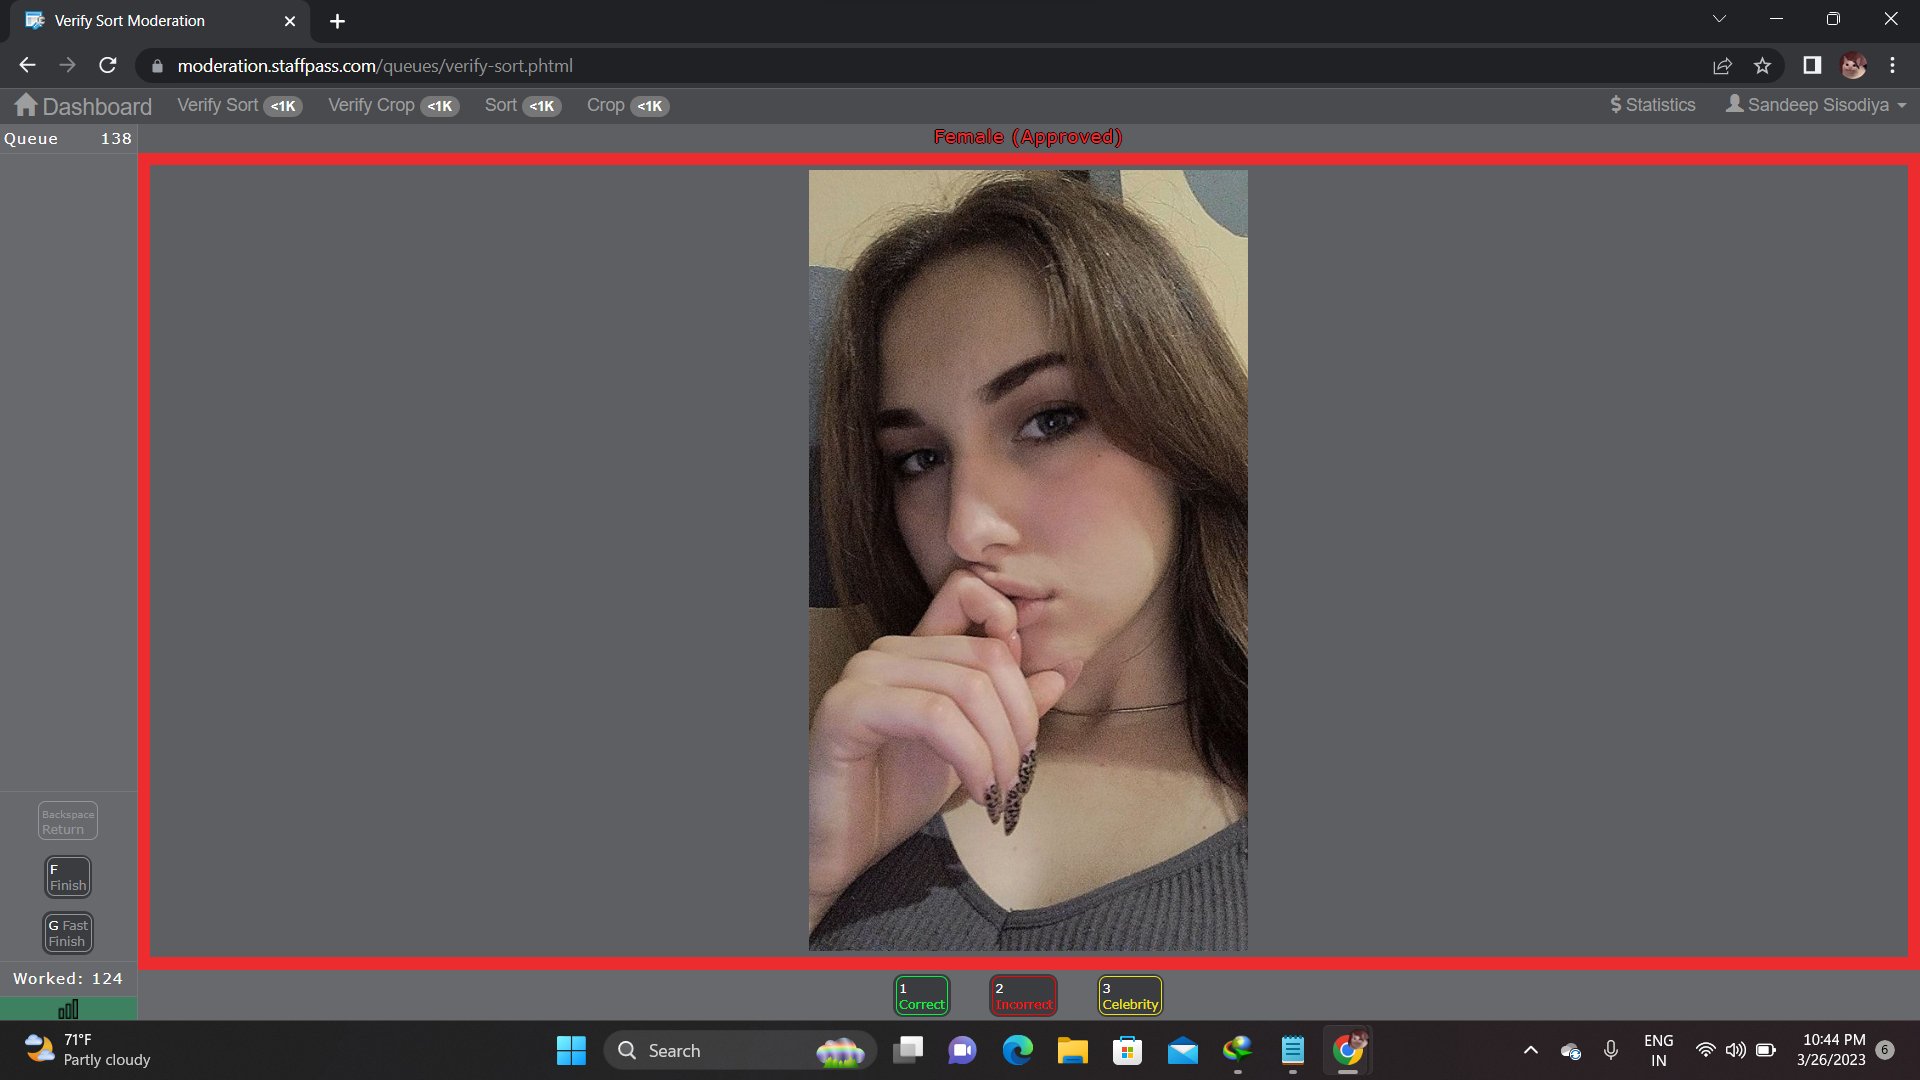 Verify Sort Moderation
moderation.staffpass.com/queues/verify-sort.phtml
Dashboard Verify Sort <1K Verify Crop <1K Sort <1K Crop <1K $ Statistics Sandeep Sisodiya
Queue 138 Female (Approved)
Backspace
Return
F
Finish
G Fast
Finish
Worked: 124
1
Correct
2
Incorrect
3
Celebrity
71°F
Partly cloudy
Search
ENG
IN
10:44 PM
3/26/2023
6